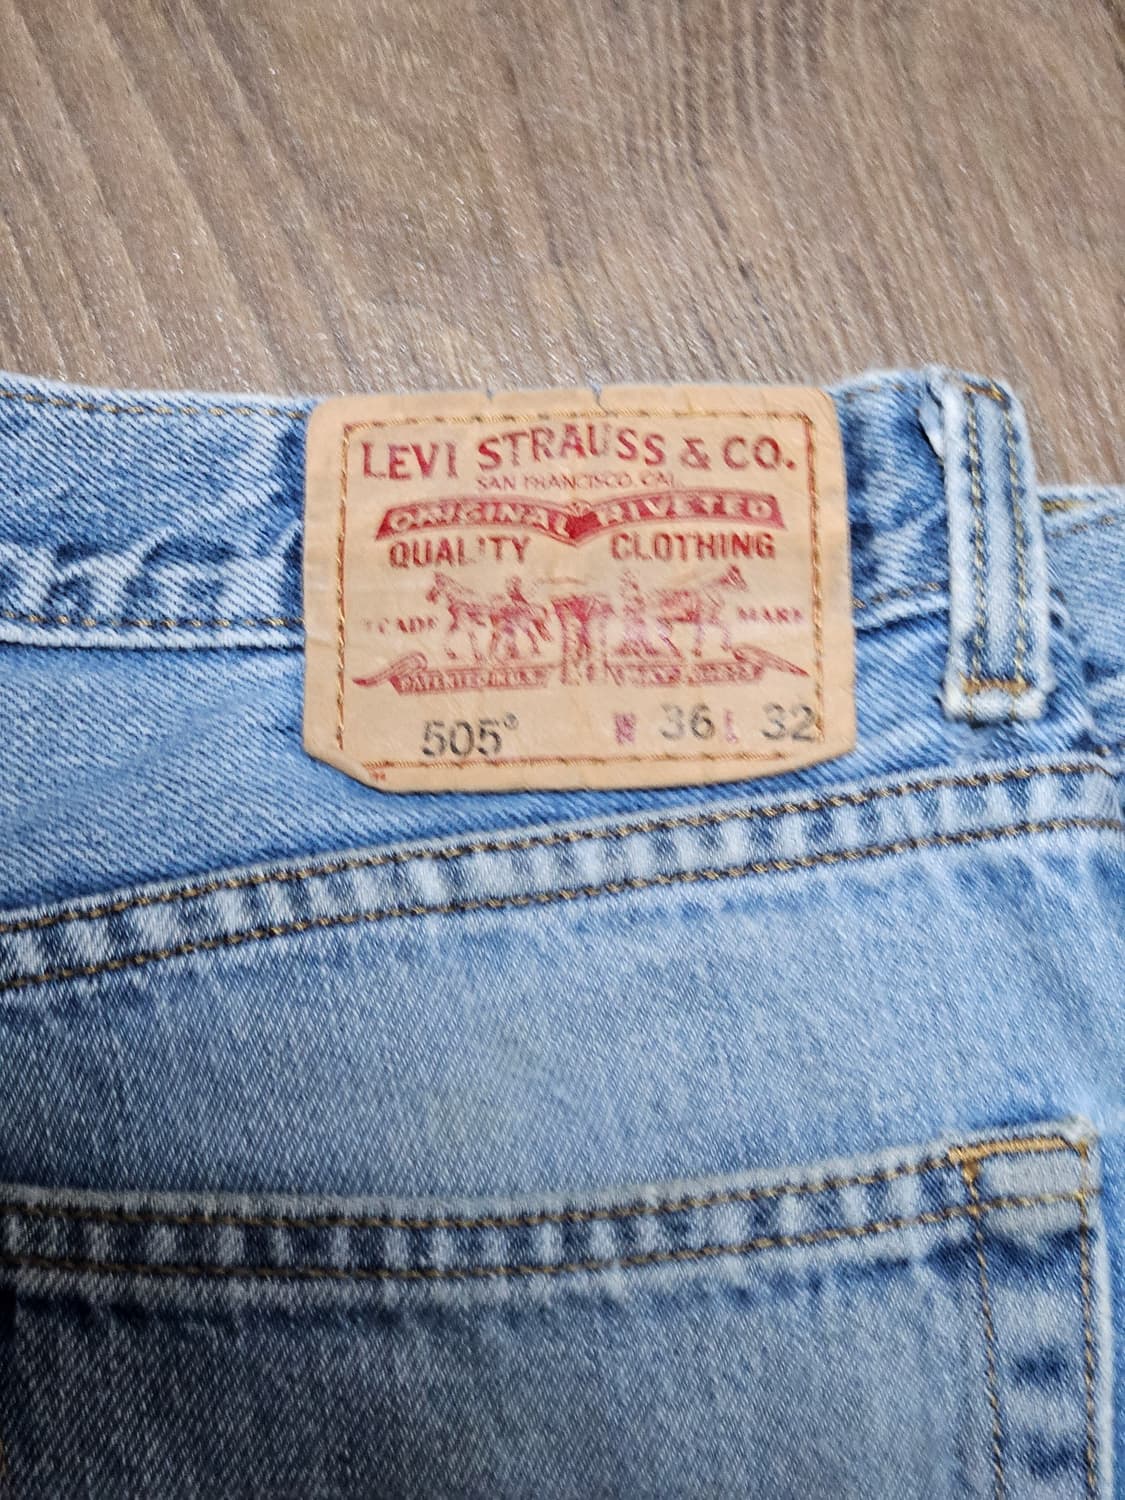 LEVI STRAUSS & CO.
SAN FRANCISCO, CAL.
ORIGINAL RIVETED
QUALITY CLOTHING
TRADE MARK
505® W 36 L 32